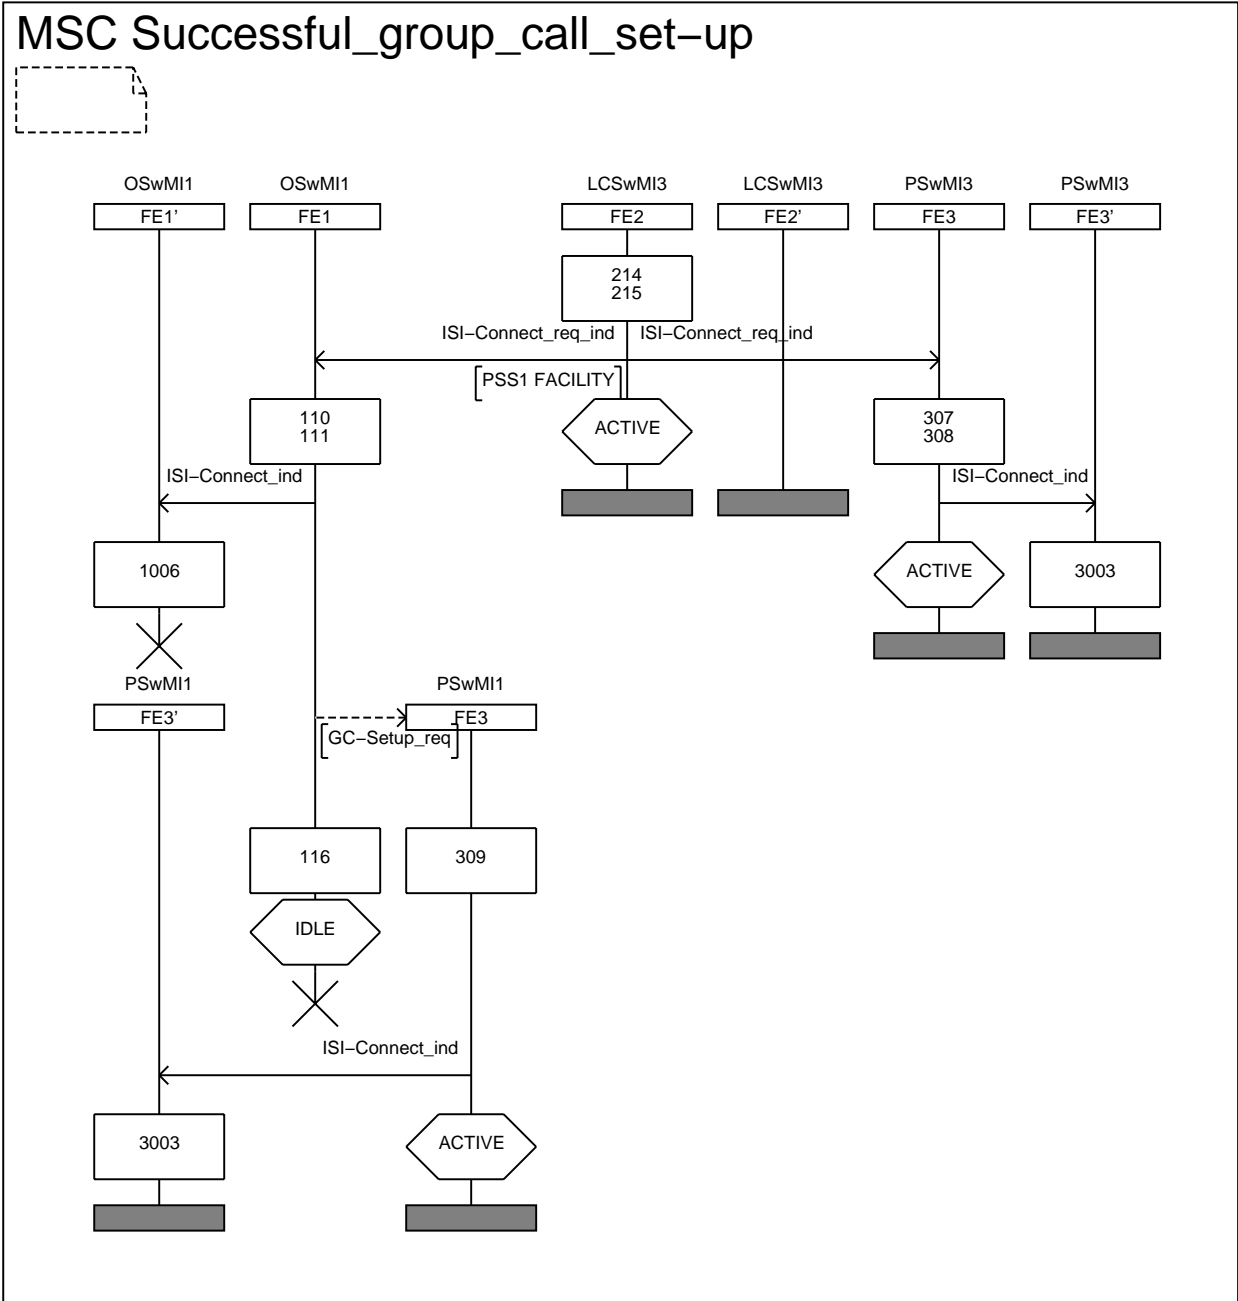 MSC Successful_group_call_set−up
OSwMI1 OSwMI1 LCSwMI3 LCSwMI3 PSwMI3 PSwMI3
FE1' FE1 FE2 FE2' FE3 FE3'
214
215
ISI−Connect_req_ind ISI−Connect_req_ind
[PSS1 FACILITY]
110
111
ACTIVE
307
308
ISI−Connect_ind ISI−Connect_ind
1006 ACTIVE 3003
PSwMI1 PSwMI1
FE3' FE3
[GC−Setup_req]
116 309
IDLE
ISI−Connect_ind
3003 ACTIVE